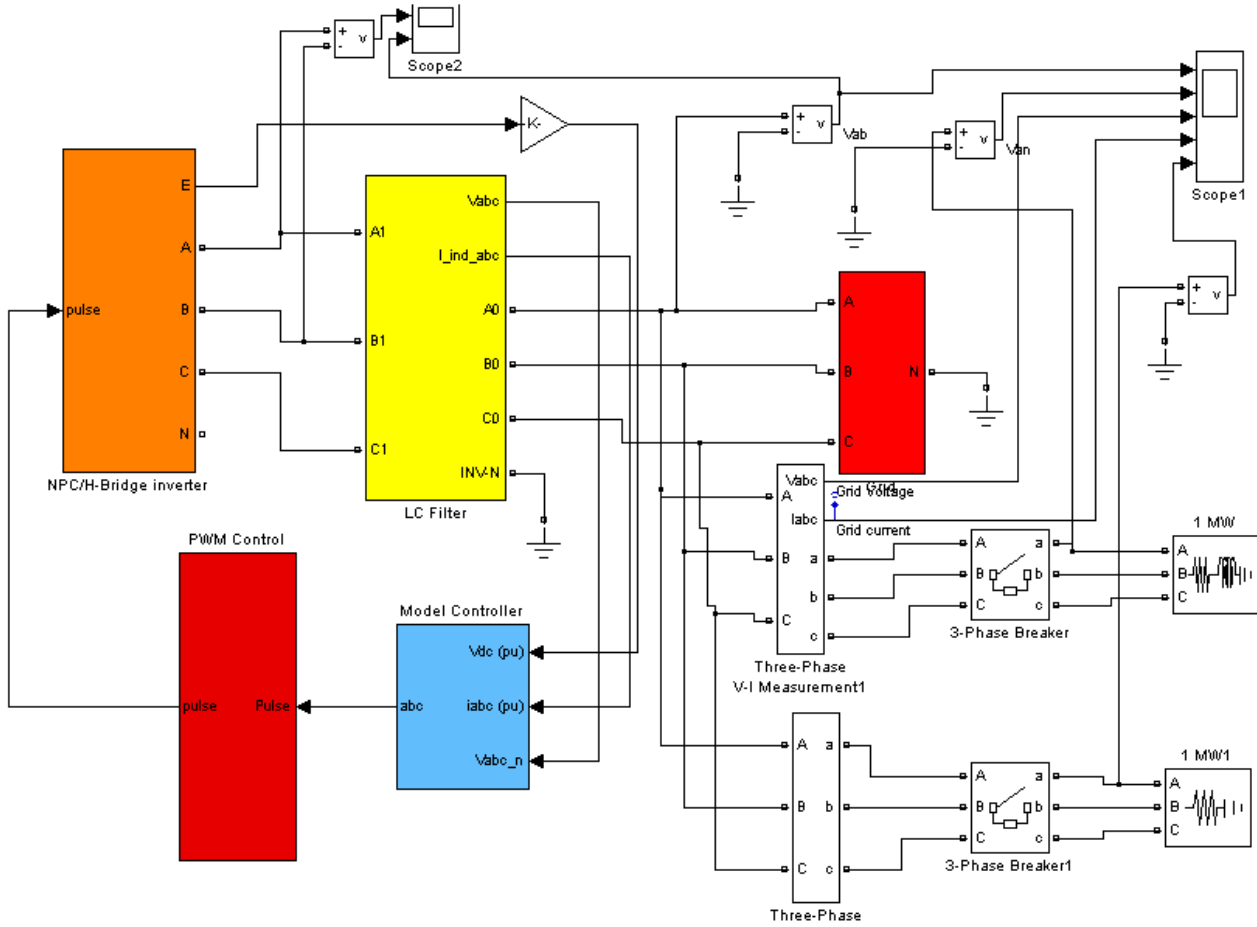 +
-
v
Scope2
K-
+
-
v
Vab
+
-
v
Van
Scope1
E
A
pulse
B
C
N
NPC/H-Bridge inverter
Vabc
A1
I_ind_abc
A0
B1
B0
C0
C1
INV-N
LC Filter
A
B
N
C
Grid
+
-
v
Vabc
A
Grid Voltage
Iabc
Grid current
B
a
b
C
c
Three-Phase
V-I Measurement1
A
a
B
b
C
c
3-Phase Breaker
1 MW
A
B
C
PWM Control
pulse
Pulse
Model Controller
Vdc (pu)
abc
iabc (pu)
Vabc_n
A
a
B
b
C
c
Three-Phase
A
a
B
b
C
c
3-Phase Breaker1
1 MW1
A
B
C